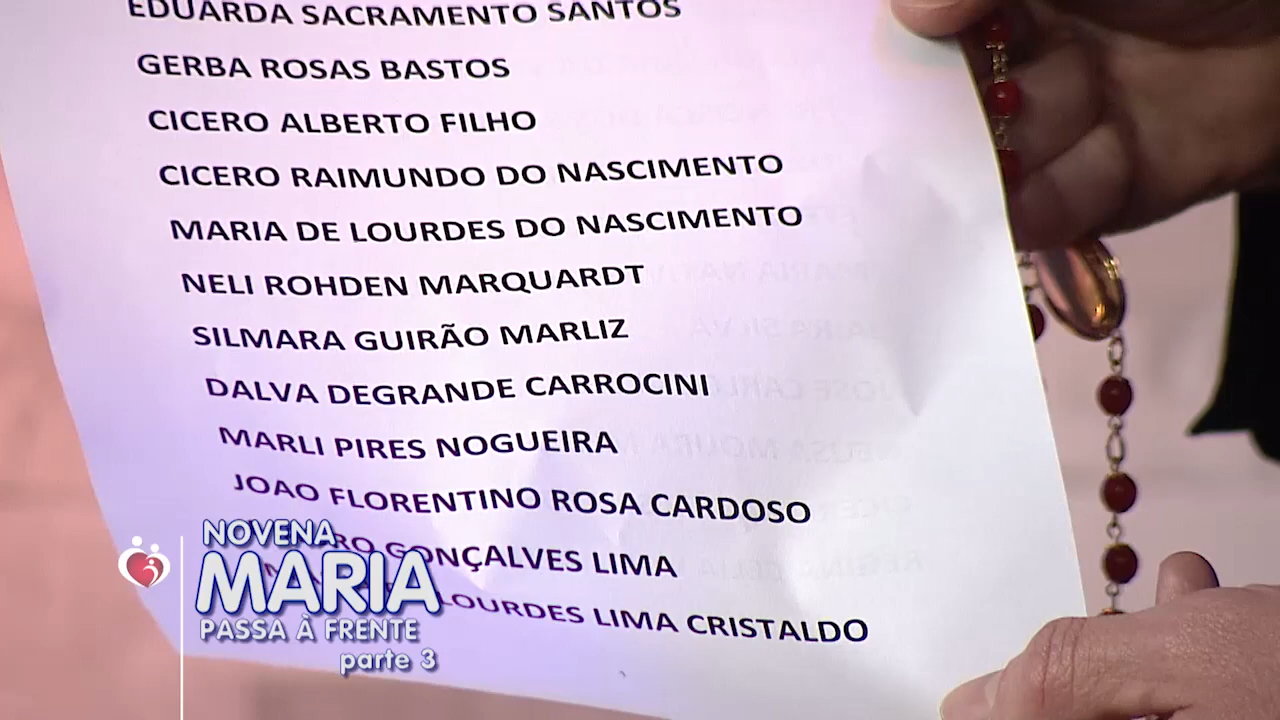 EDUARDA SACRAMENTO SANTOS
GERBA ROSAS BASTOS
CICERO ALBERTO FILHO
CICERO RAIMUNDO DO NASCIMENTO
MARIA DE LOURDES DO NASCIMENTO
NELI ROHDEN MARQUARDT
SILMARA GUIRÃO MARLIZ
DALVA DEGRANDE CARROCINI
MARLI PIRES NOGUEIRA
JOAO FLORENTINO ROSA CARDOSO
GONÇALVES LIMA
LOURDES LIMA CRISTALDO
NOVENA
MARIA
PASSA À FRENTE
parte 3